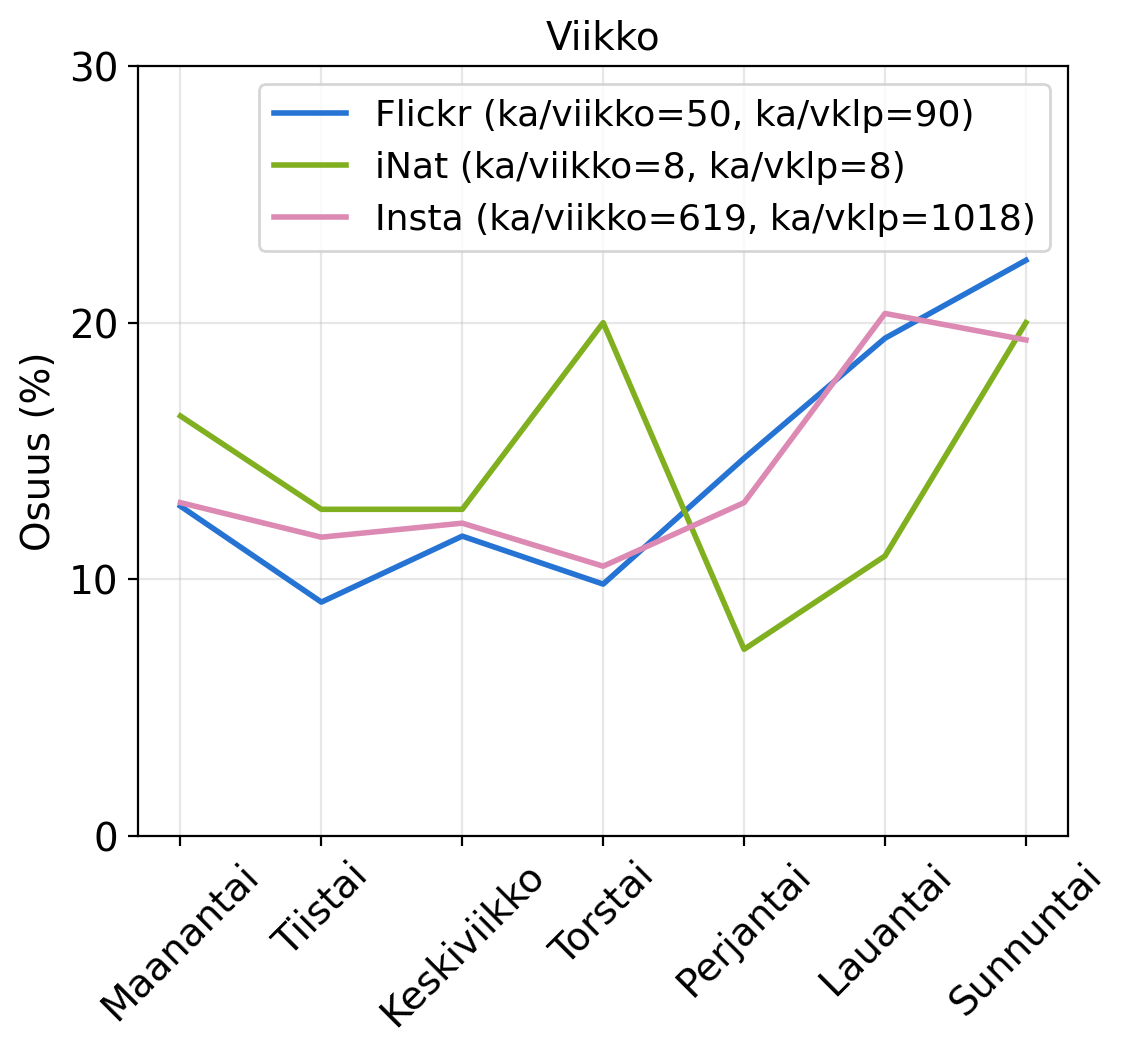 Viikko
30
20
10
0
Osuus (%)
Flickr (ka/viikko=50, ka/vklp=90)
iNat (ka/viikko=8, ka/vklp=8)
Insta (ka/viikko=619, ka/vklp=1018)
Maanantai
Tiistai
Keskiviikko
Torstai
Perjantai
Lauantai
Sunnuntai